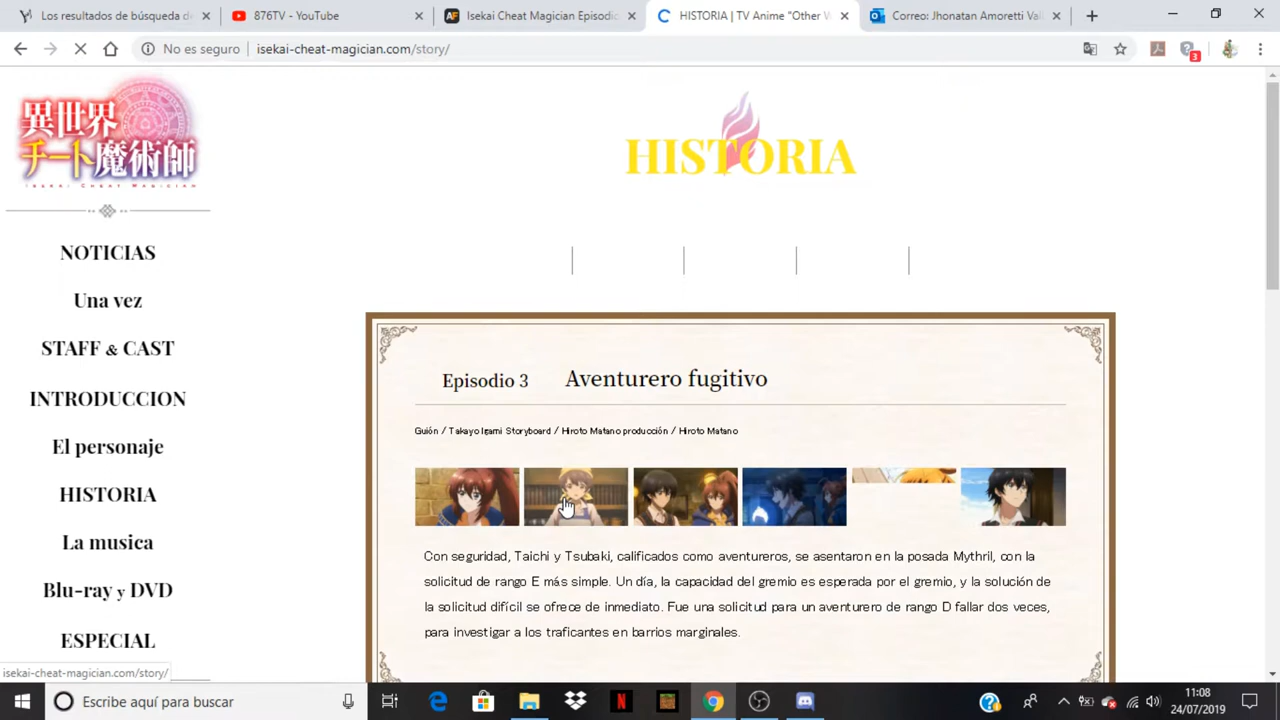 Los resultados de búsqueda de
876TV - YouTube
Isekai Cheat Magician Episodic
HISTORIA | TV Anime "Other W
Correo: Jhonatan Amoretti Val
No es seguro
isekai-cheat-magician.com/story/
3
異世界
チート魔術師
ISEKAI CHEAT MAGICIAN
HISTORIA
NOTICIAS
Una vez
STAFF & CAST
INTRODUCCION
El personaje
HISTORIA
La musica
Blu-ray y DVD
ESPECIAL
Episodio 3 Aventurero fugitivo
Guión / Takayo Ikami Storyboard / Hiroto Matano producción / Hiroto Matano
Con seguridad, Taichi y Tsubaki, calificados como aventureros, se asentaron en la posada Mythril, con la
solicitud de rango E más simple. Un día, la capacidad del gremio es esperada por el gremio, y la solución de
la solicitud difícil se ofrece de inmediato. Fue una solicitud para un aventurero de rango D fallar dos veces,
para investigar a los traficantes en barrios marginales.
isekai-cheat-magician.com/story/
Escribe aquí para buscar
11:08
24/07/2019